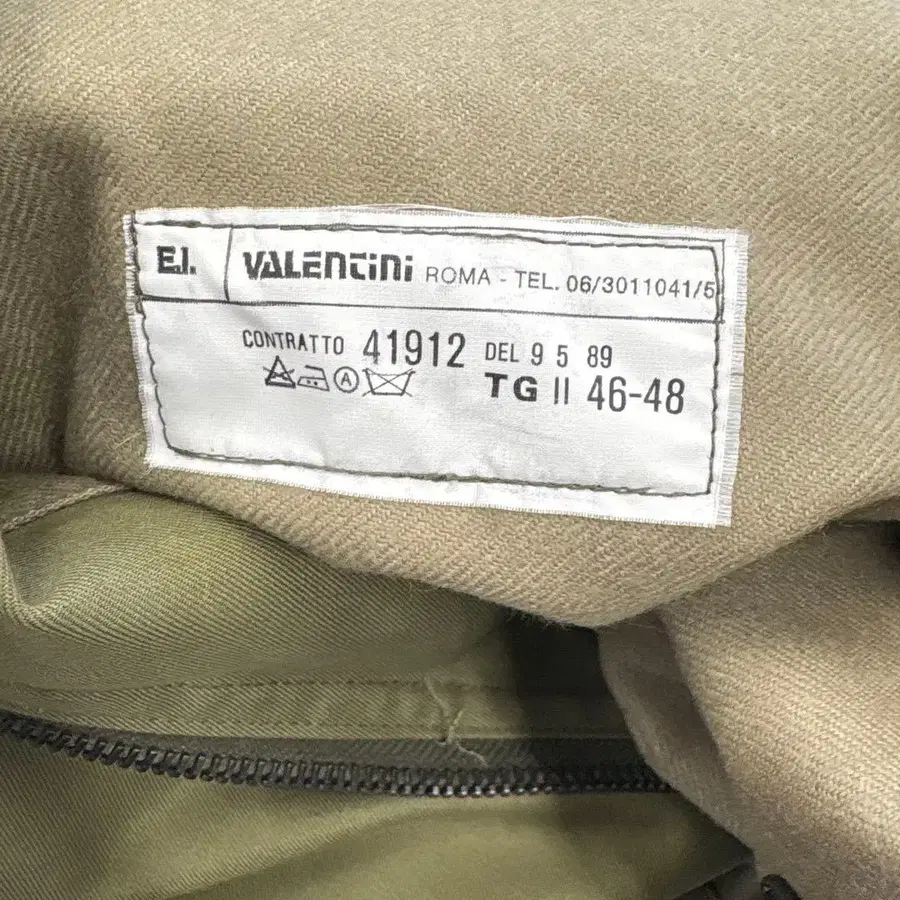 E.I. VALENTINI ROMA - TEL. 06/3011041/5
CONTRATTO 41912 DEL 9 5 89
A TG II 46-48